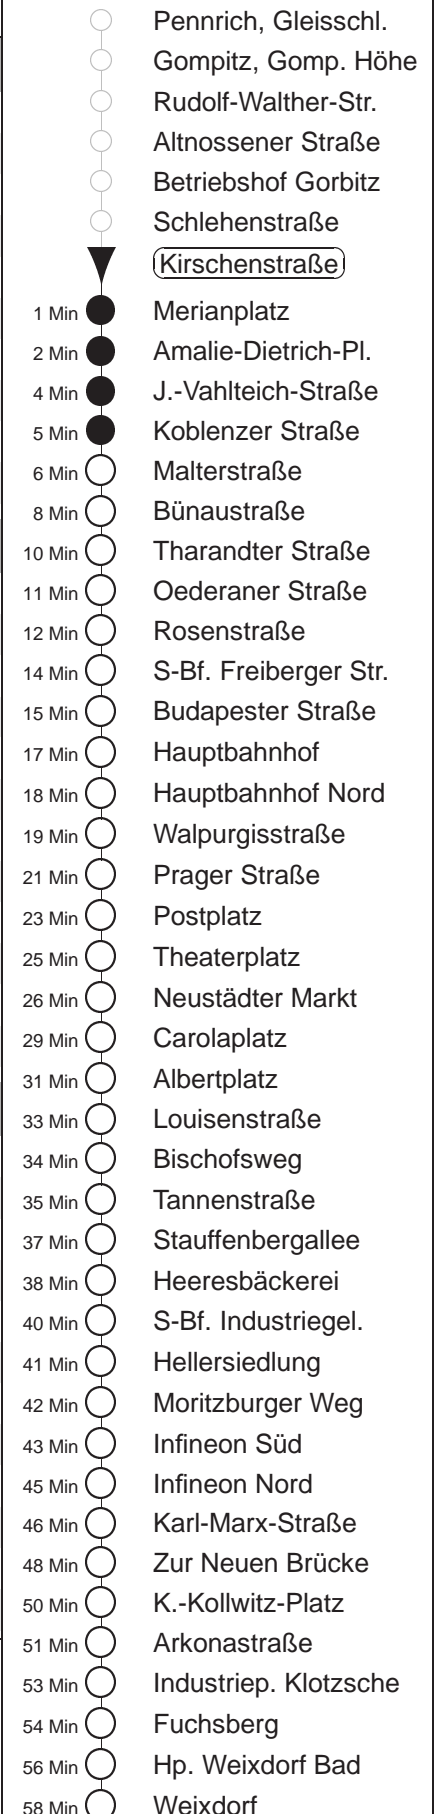 Pennrich, Gleisschl.
Gompitz, Gomp. Höhe
Rudolf-Walther-Str.
Altnossener Straße
Betriebshof Gorbitz
Schlehenstraße
Kirschenstraße
1 Min Merianplatz
2 Min Amalie-Dietrich-Pl.
4 Min J.-Vahlteich-Straße
5 Min Koblenzer Straße
6 Min Malterstraße
8 Min Bünaustraße
10 Min Tharandter Straße
11 Min Oederaner Straße
12 Min Rosenstraße
14 Min S-Bf. Freiberger Str.
15 Min Budapester Straße
17 Min Hauptbahnhof
18 Min Hauptbahnhof Nord
19 Min Walpurgisstraße
21 Min Prager Straße
23 Min Postplatz
25 Min Theaterplatz
26 Min Neustädter Markt
29 Min Carolaplatz
31 Min Albertplatz
33 Min Louisenstraße
34 Min Bischofsweg
35 Min Tannenstraße
37 Min Stauffenbergallee
38 Min Heeresbäckerei
40 Min S-Bf. Industriegel.
41 Min Hellersiedlung
42 Min Moritzburger Weg
43 Min Infineon Süd
45 Min Infineon Nord
46 Min Karl-Marx-Straße
48 Min Zur Neuen Brücke
50 Min K.-Kollwitz-Platz
51 Min Arkonastraße
53 Min Industriep. Klotzsche
54 Min Fuchsberg
56 Min Hp. Weixdorf Bad
58 Min Weixdorf